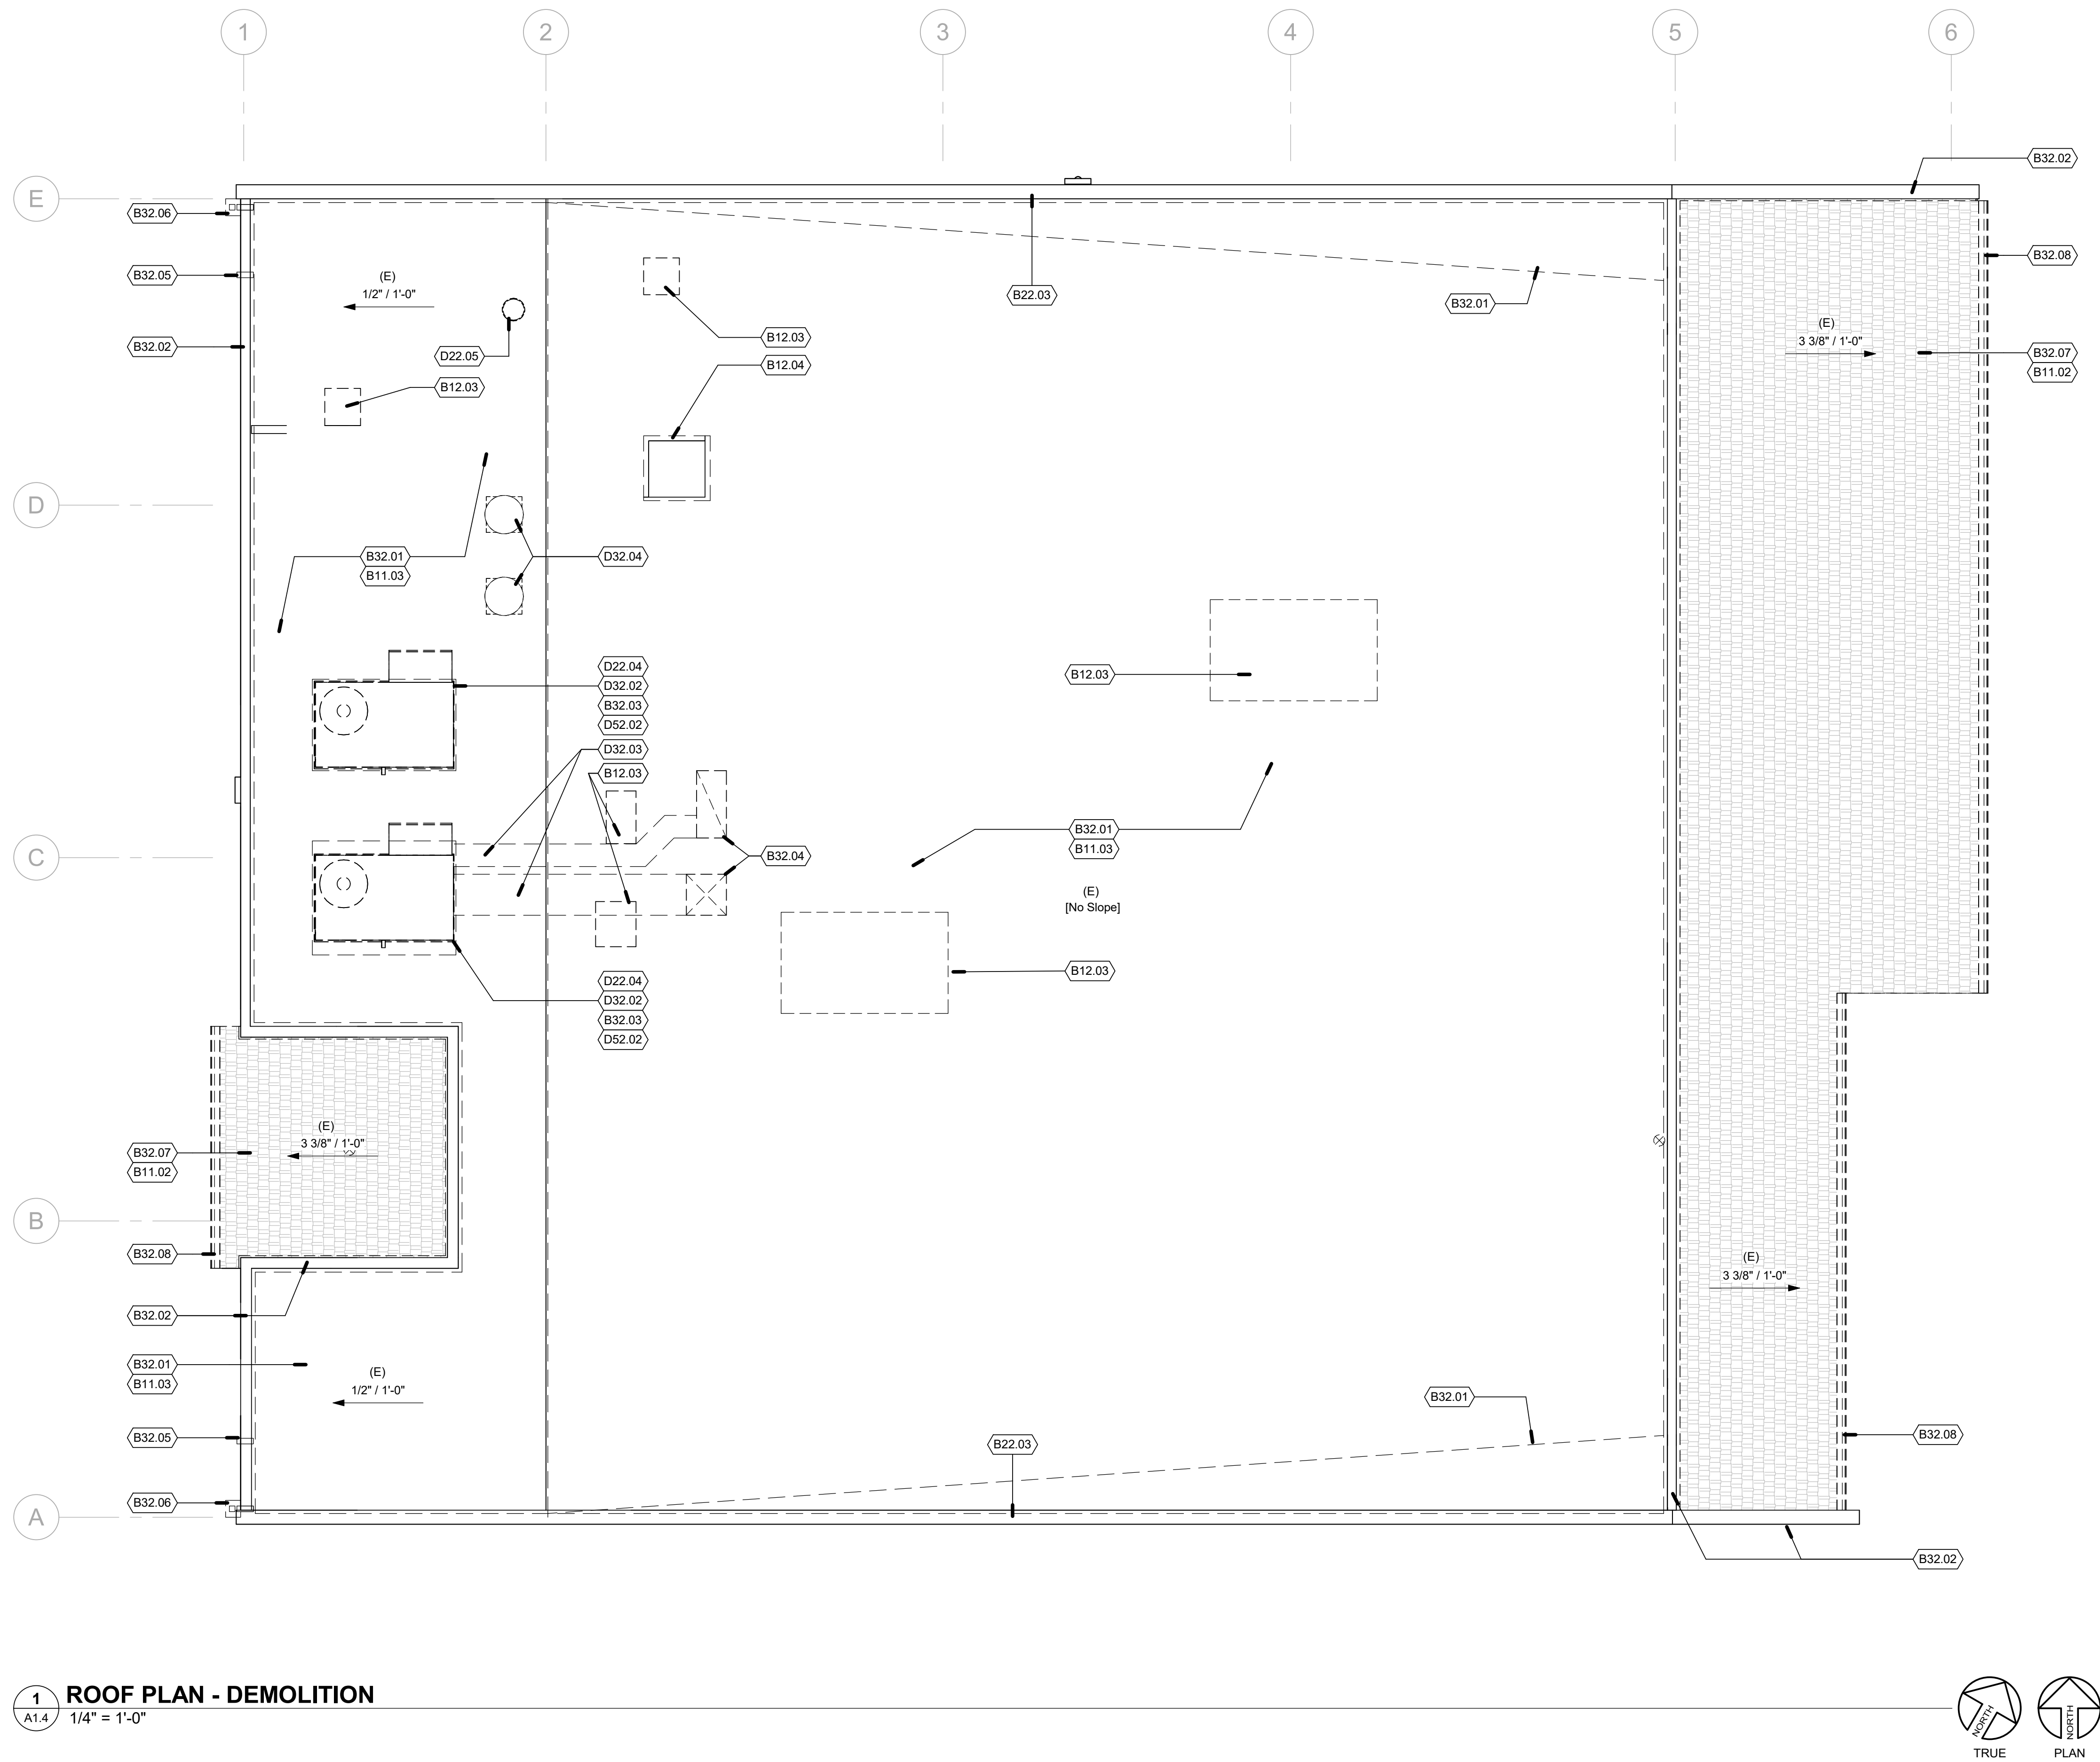 1
2
3
4
5
6
B32.02
E
B32.06
B32.05
B32.08
(E)
1/2" / 1'-0"
B22.03
B32.01
(E)
3 3/8" / 1'-0"
B12.03
B32.02
D22.05
B32.07
B12.04
B11.02
B12.03
D
B32.01
B11.03
D32.04
D22.04
D32.02
B32.03
D52.02
D32.03
B12.03
B12.03
B32.01
B11.03
C
B32.04
(E)
[No Slope]
B12.03
D22.04
D32.02
B32.03
D52.02
(E)
3 3/8" / 1'-0"
B32.07
B11.02
B
B32.08
(E)
3 3/8" / 1'-0"
B32.02
B32.01
B11.03
(E)
1/2" / 1'-0"
B32.01
B32.05
B22.03
B32.08
B32.06
A
B32.02
1
A1.4
ROOF PLAN - DEMOLITION
1/4" = 1'-0"
NORTH
TRUE
NORTH
PLAN